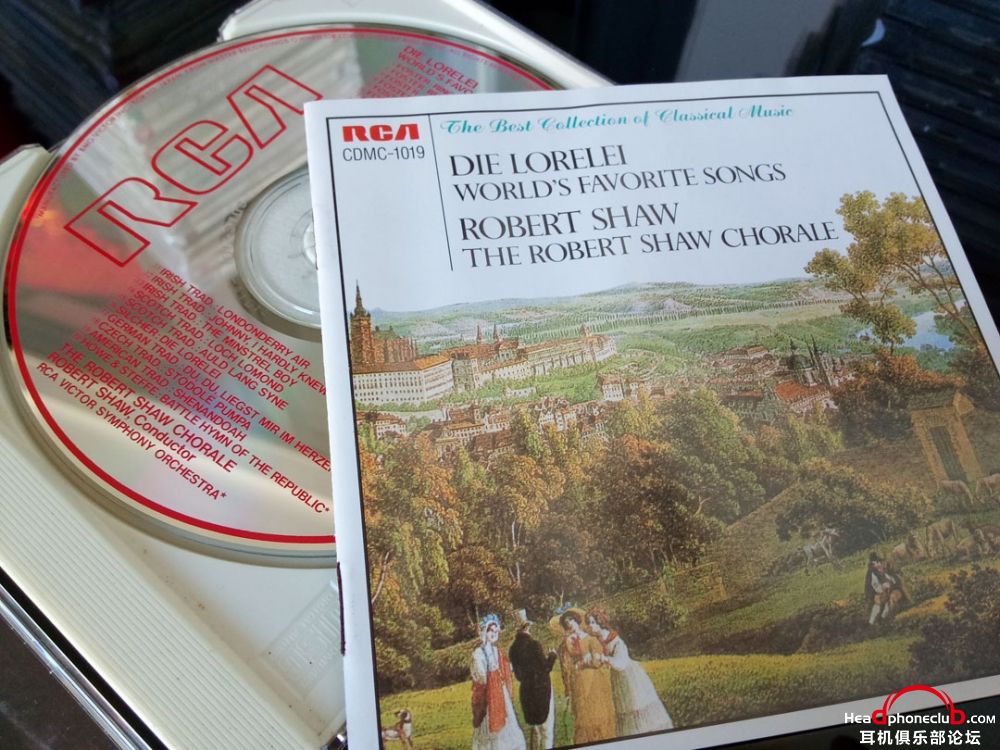 RCA
CDMC-1019
The Best Collection of Classical Music
DIE LORELEI
WORLD'S FAVORITE SONGS
ROBERT SHAW
THE ROBERT SHAW CHORALE
RCA
DIE LORELEI
WORLD'S FAVO
IRISH TRAD.: LONDONDERRY AIR
IRISH TRAD.: JOHNNY, I HARDLY KNEW
IRISH TRAD.: THE MINSTREL BOY
SCOTCH TRAD.: LOCH LOMOND
SCOTCH TRAD.: AULD LANG SYNE
SILCHER: DIE LORELEI
GERMAN TRAD.: DU, DU LIEGST MIR IM HERZEN
CZECH TRAD.: STODOLE PUMPA
AMERICAN TRAD.: SHENANDOAH
HOWE & STEFFE: BATTLE HYMN OF THE REPUBLIC*
THE ROBERT SHAW CHORALE
ROBERT SHAW, Conductor
RCA VICTOR SYMPHONY ORCHESTRA*
Headphoneclub.com
耳机俱乐部论坛